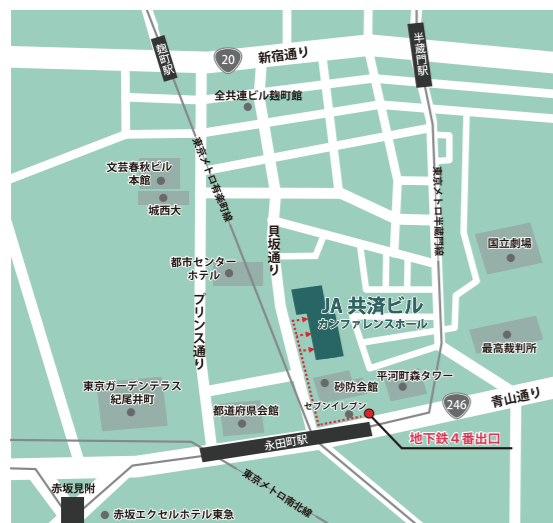 麹町駅
半蔵門駅
20
新宿通り
全共連ビル麹町館
東京メトロ有楽町線
文芸春秋ビル
本館
城西大
東京メトロ半蔵門線
貝坂通り
国立劇場
都市センター
ホテル
プリンス通り
JA 共済ビル
カンファレンスホール
最高裁判所
東京ガーデンテラス
紀尾井町
砂防会館
平河町森タワー
都道府県会館
セブンイレブン
246
青山通り
地下鉄4番出口
永田町駅
東京メトロ南北線
赤坂見附
赤坂エクセルホテル東急